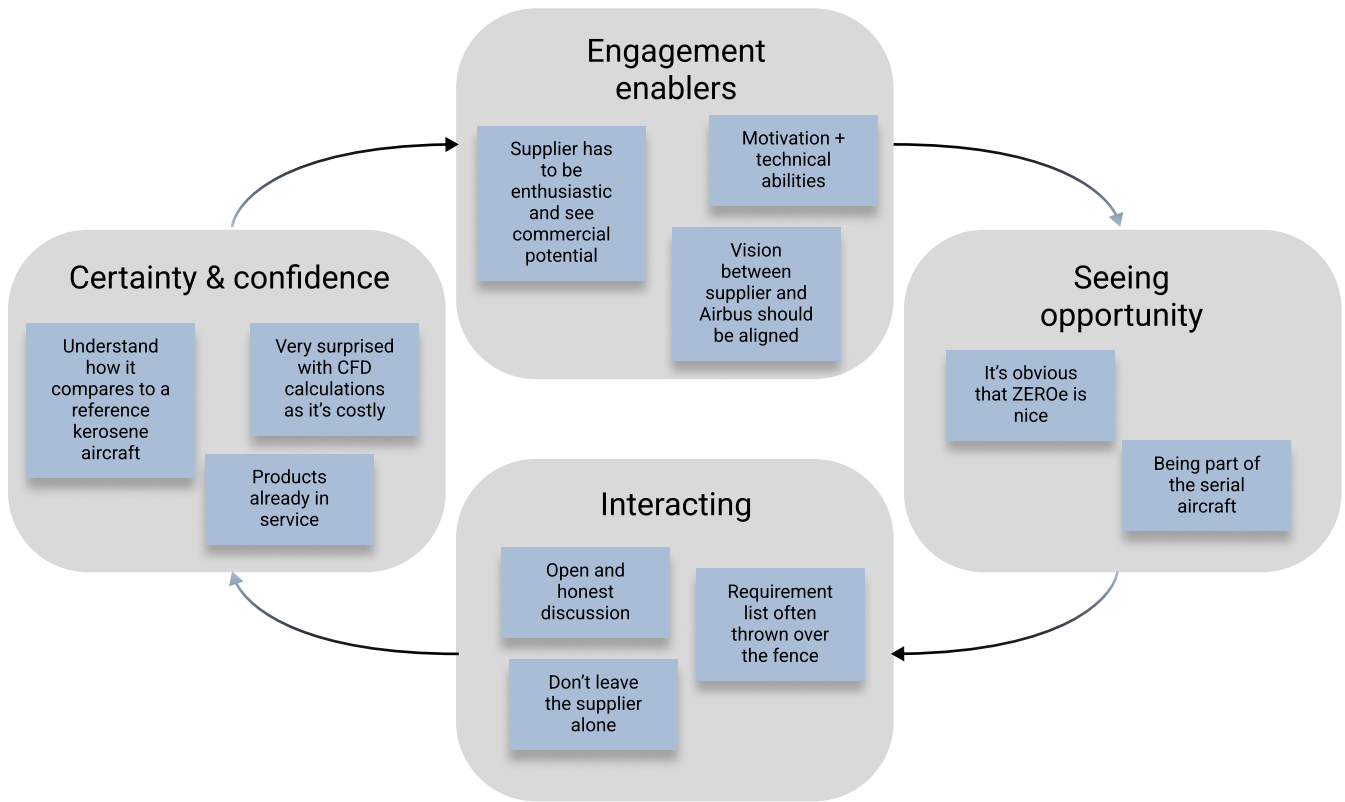 Engagement
enablers
Supplier has
to be
enthusiastic
and see
commercial
potential
Motivation +
technical
abilities
Vision
between
supplier and
Airbus should
be aligned
Certainty & confidence
Understand
how it
compares to a
reference
kerosene
aircraft
Very surprised
with CFD
calculations
as it’s costly
Products
already in
service
Seeing
opportunity
It’s obvious
that ZEROe is
nice
Being part of
the serial
aircraft
Interacting
Open and
honest
discussion
Requirement
list often
thrown over
the fence
Don’t leave
the supplier
alone